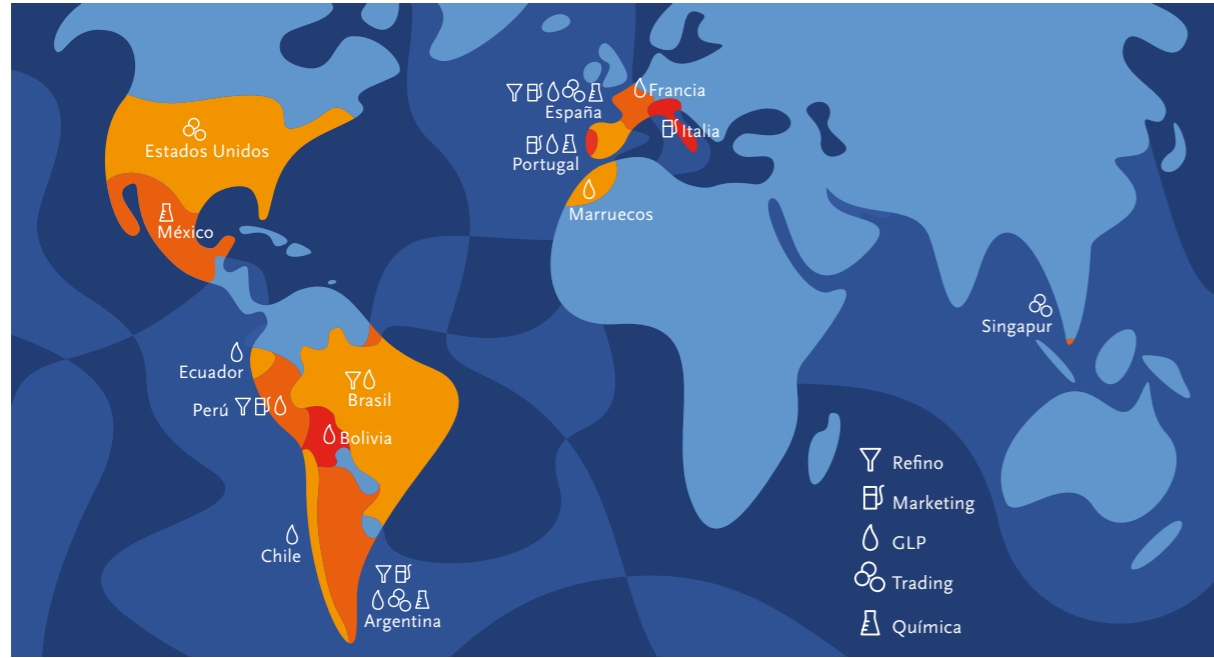 Francia
España
Estados Unidos
Italia
Portugal
Marruecos
México
Singapur
Ecuador
Brasil
Perú
Bolivia
Refino
Marketing
GLP
Chile
Trading
Argentina
Química